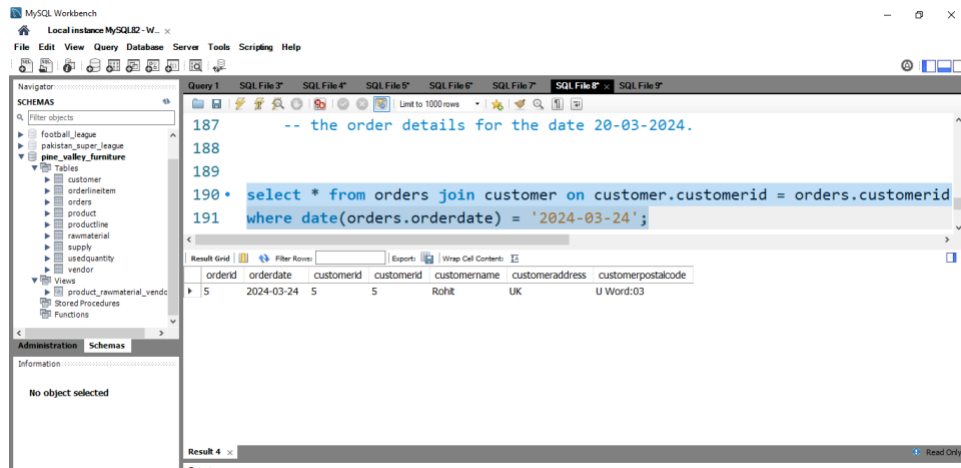 MySQL Workbench
Local instance MySQL82 - W... ×
File Edit View Query Database Server Tools Scripting Help
Navigator
SCHEMAS
Filter objects
football_league
pakistan_super_league
pine_valley_furniture
Tables
customer
orderlineitem
orders
product
productline
rawmaterial
supply
usedquantity
vendor
Views
product_rawmaterial_vendc
Stored Procedures
Functions
Administration Schemas
Information
No object selected
Query 1 SQL File 3* SQL File 4* SQL File 5* SQL File 6* SQL File 7* SQL File 8* × SQL File 9*
Limit to 1000 rows
187 -- the order details for the date 20-03-2024.
188
189
190 select * from orders join customer on customer.customerid = orders.customerid
191 where date(orders.orderdate) = '2024-03-24';
Result Grid Filter Rows: Export: Wrap Cell Content:
orderid orderdate customerid customerid customername customeraddress customerpostalcode
5 2024-03-24 5 5 Rohit UK U Word:03
Result 4 × Read Only